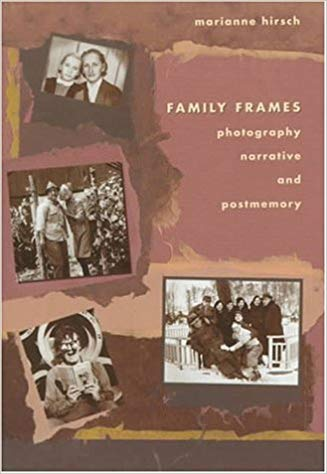 marianne hirsch
FAMILY FRAMES
photography
narrative
and
postmemory